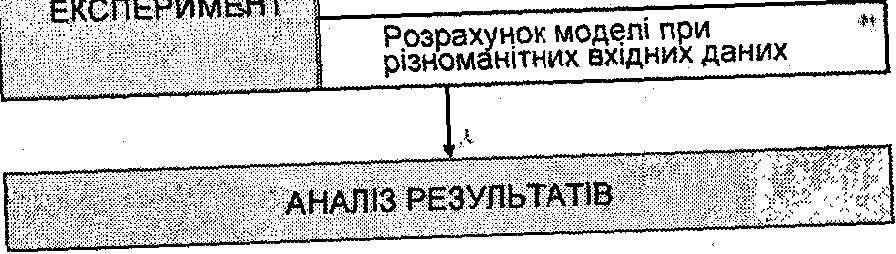 ЕКСПЕРИМЕНТ
Розрахунок моделі при
різноманітних вхідних даних
АНАЛІЗ РЕЗУЛЬТАТІВ